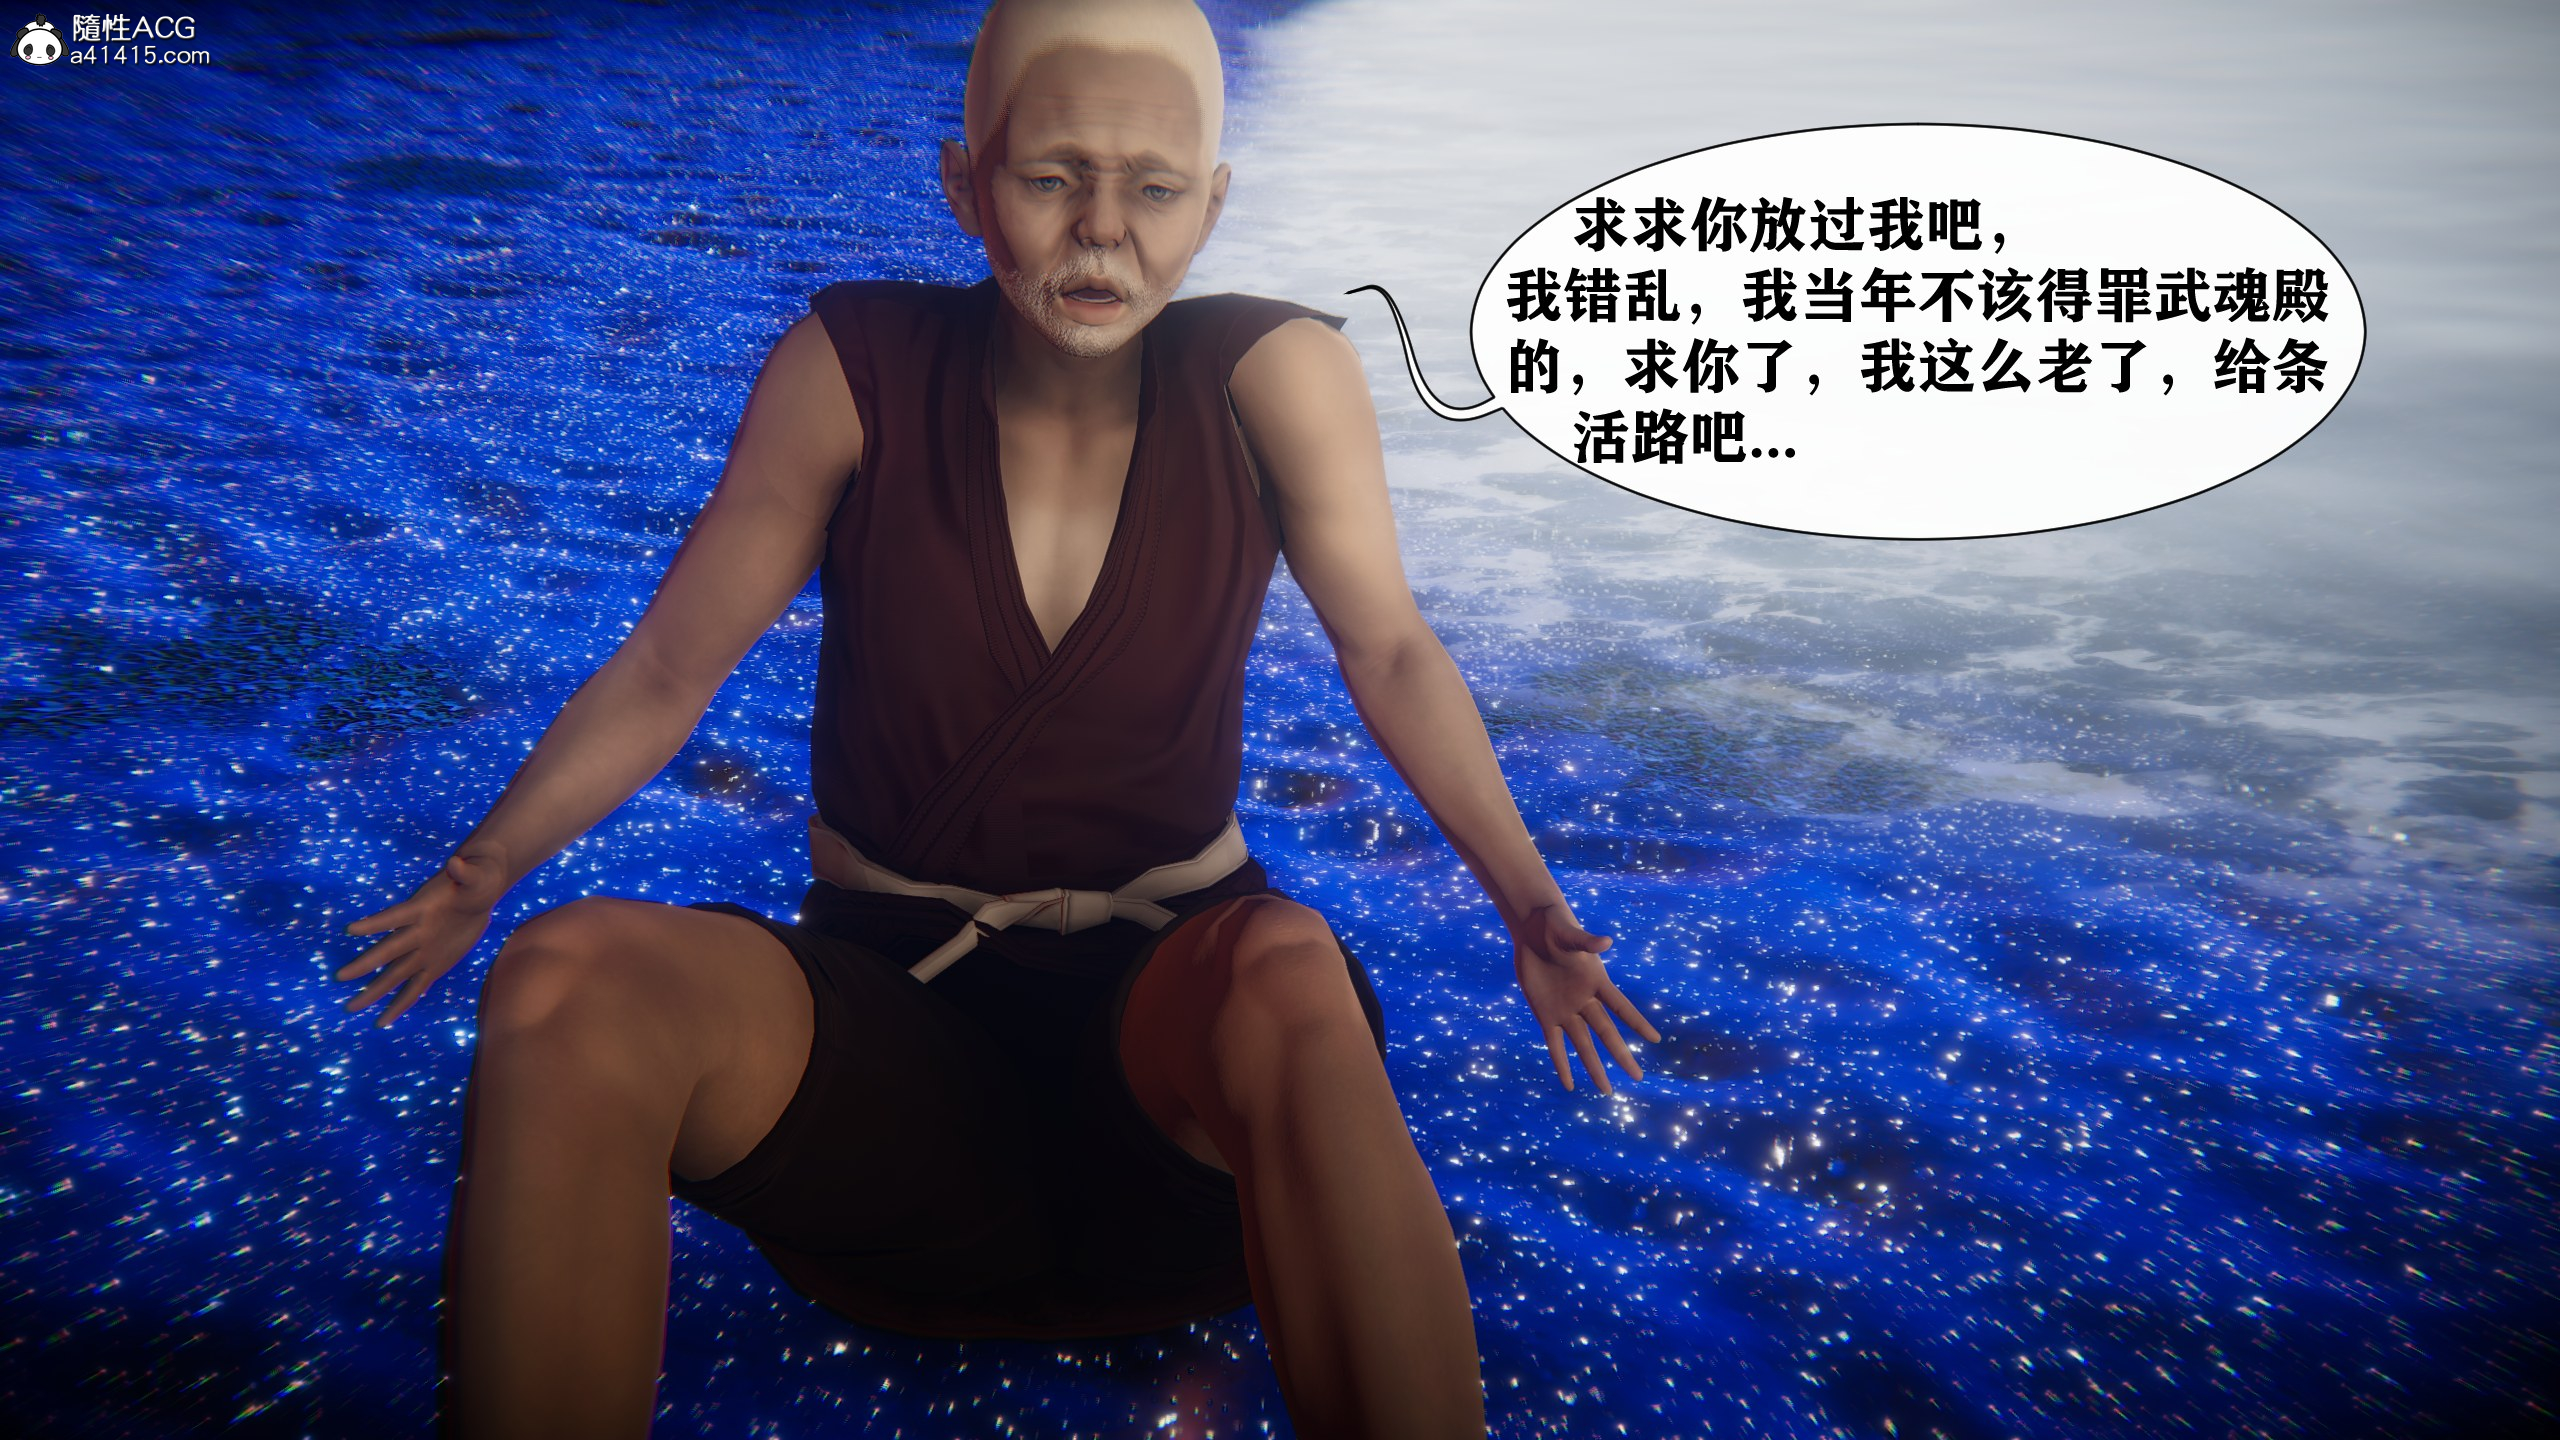 隨性ACG
a41415.com
求求你放过我吧，
我错乱，我当年不该得罪武魂殿
的，求你了，我这么老了，给条
活路吧...